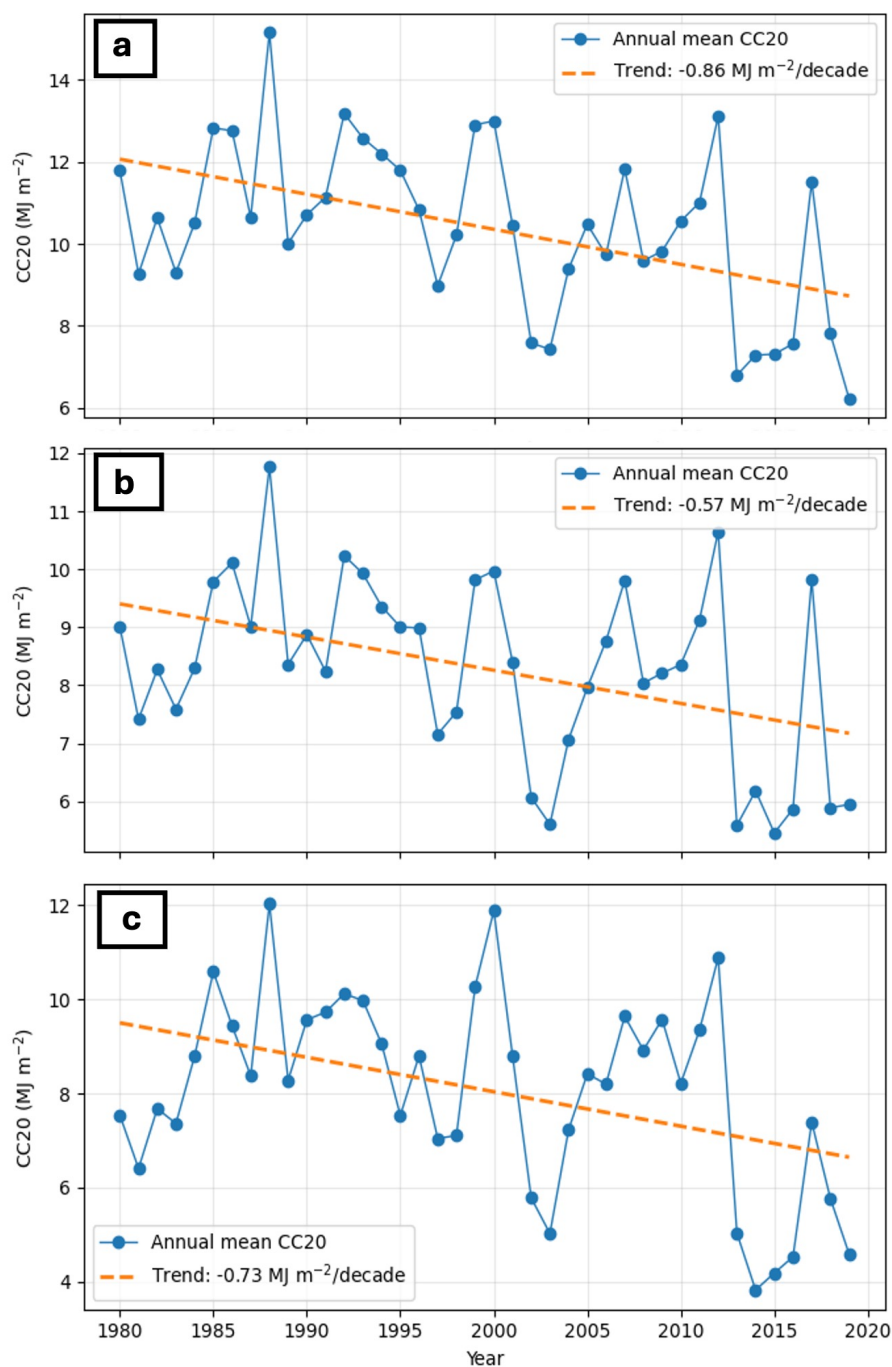 a
Annual mean CC20
Trend: -0.86 MJ m⁻²/decade
14
12
10
8
6
CC20 (MJ m⁻²)
b
Annual mean CC20
Trend: -0.57 MJ m⁻²/decade
12
11
10
9
8
7
6
CC20 (MJ m⁻²)
c
12
10
8
6
4
CC20 (MJ m⁻²)
Annual mean CC20
Trend: -0.73 MJ m⁻²/decade
1980 1985 1990 1995 2000 2005 2010 2015 2020
Year